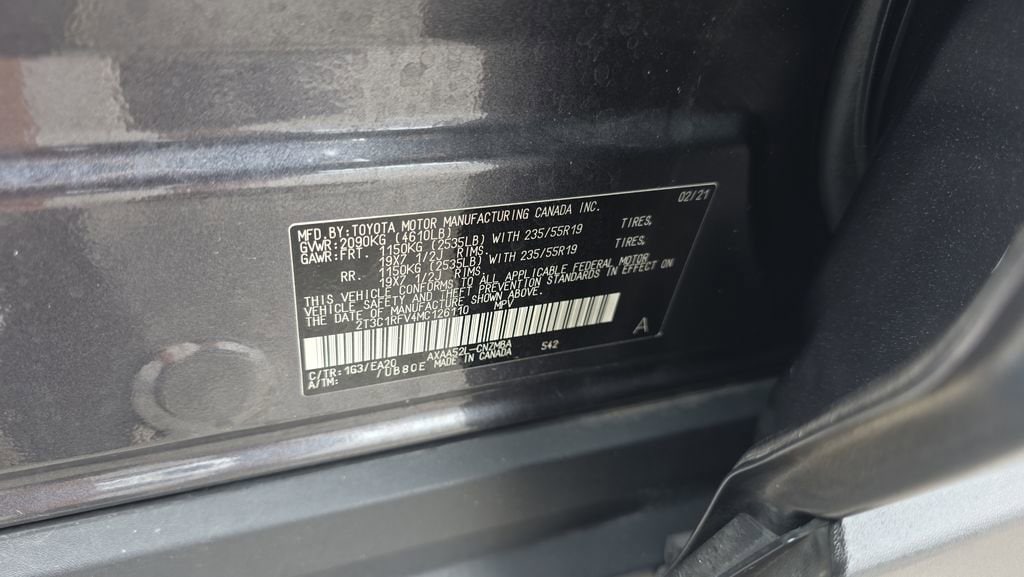 MFD.BY:TOYOTA MOTOR MANUFACTURING CANADA INC. 02/21
GVWR:2090KG (4610LB)
GAWR:FRT. 1150KG (2535LB) WITH 235/55R19 TIRES,
19X7 1/2J RIMS.
RR. 1150KG (2535LB) WITH 235/55R19 TIRES,
19X7 1/2J RIMS.
THIS VEHICLE CONFORMS TO ALL APPLICABLE FEDERAL MOTOR
VEHICLE SAFETY AND THEFT PREVENTION STANDARDS IN EFFECT ON
THE DATE OF MANUFACTURE SHOWN ABOVE.
2T3C1RFV4MC126110 MPV
A
C/TR:1G3/EA20 AXAA52L-CNZMBA 542
A/TM: /UB80E MADE IN CANADA